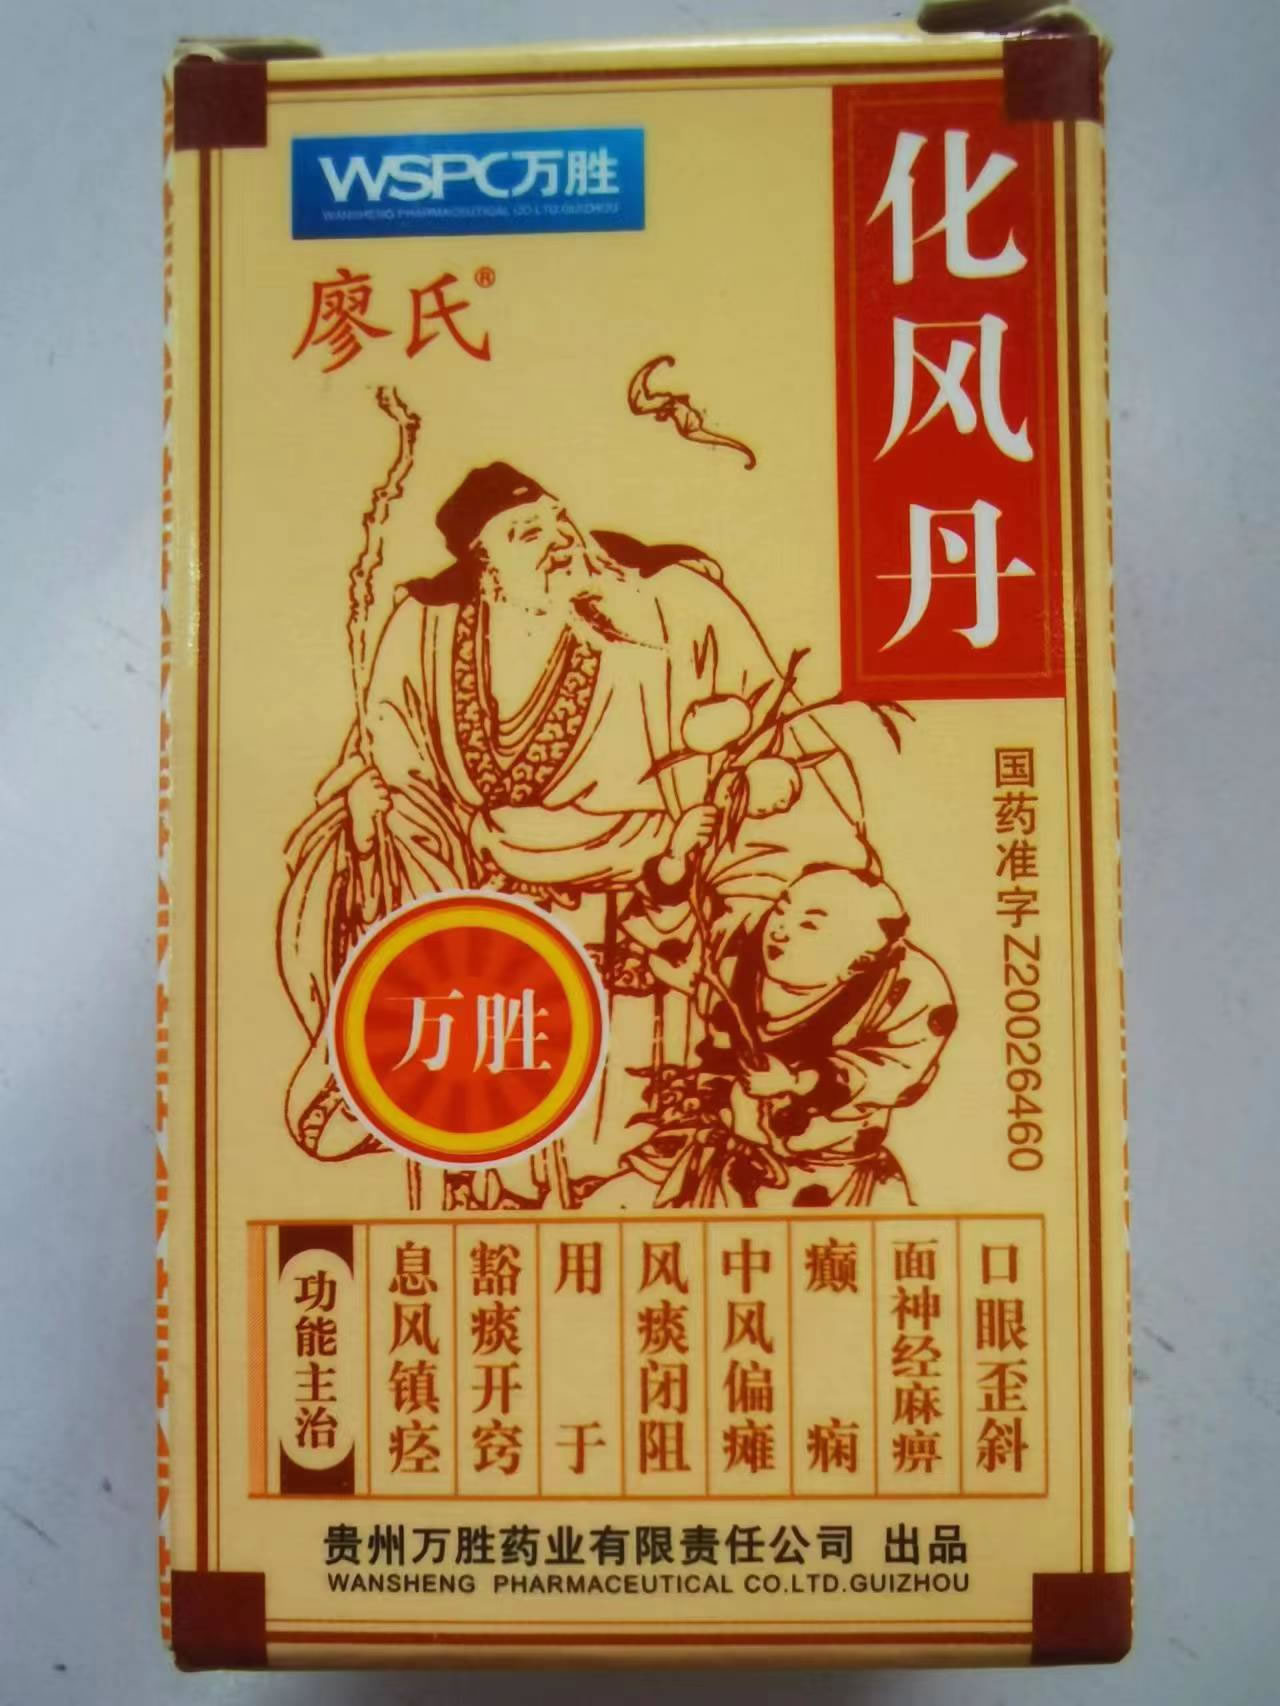 WSPC万胜
WANSHENG PHARMACEUTICAL CO.LTD.GUIZHOU
廖氏®
化风丹
国药准字Z20026460
万胜
功能主治
息风镇痉
豁痰开窍
用于
风痰闭阻
中风偏瘫
癫痫
面神经麻痹
口眼歪斜
贵州万胜药业有限责任公司 出品
WANSHENG PHARMACEUTICAL CO.LTD.GUIZHOU